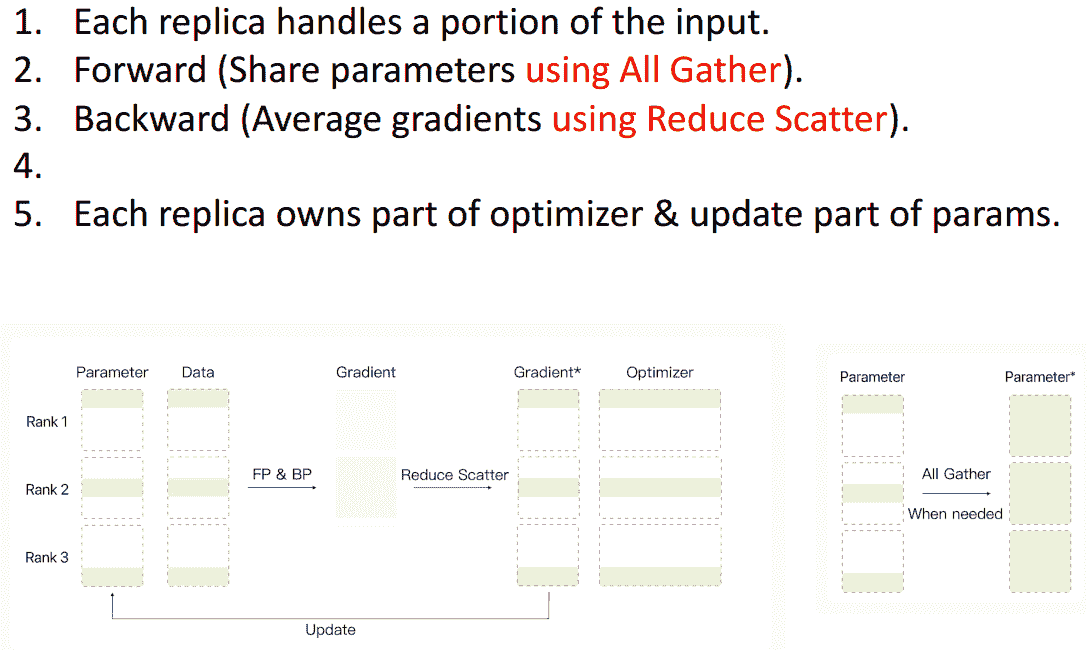 1. Each replica handles a portion of the input.
2. Forward (Share parameters using All Gather).
3. Backward (Average gradients using Reduce Scatter).
4.
5. Each replica owns part of optimizer & update part of params.
Parameter Data Gradient Gradient* Optimizer
Rank 1
Rank 2
Rank 3
FP & BP
Reduce Scatter
Update
Parameter Parameter*
All Gather
When needed